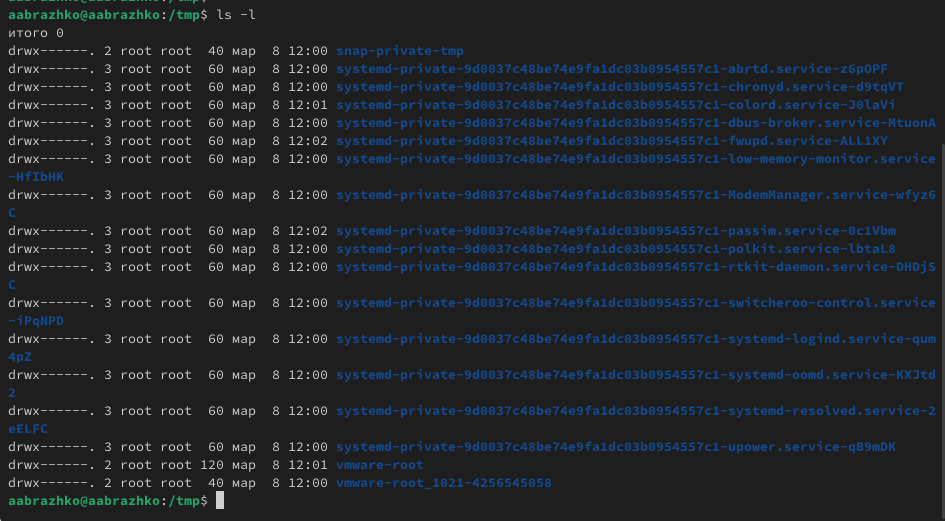 aabrazhko@aabrazhko:/tmp$ ls -l
итого 0
drwx------. 2 root root  40 мар  8 12:00 snap-private-tmp
drwx------. 3 root root  60 мар  8 12:00 systemd-private-9d0037c48be74e9fa1dc03b0954557c1-abrtd.service-z6pOPF
drwx------. 3 root root  60 мар  8 12:00 systemd-private-9d0037c48be74e9fa1dc03b0954557c1-chronyd.service-d9tqVT
drwx------. 3 root root  60 мар  8 12:01 systemd-private-9d0037c48be74e9fa1dc03b0954557c1-colord.service-J0laVi
drwx------. 3 root root  60 мар  8 12:00 systemd-private-9d0037c48be74e9fa1dc03b0954557c1-dbus-broker.service-MtuonA
drwx------. 3 root root  60 мар  8 12:02 systemd-private-9d0037c48be74e9fa1dc03b0954557c1-fwupd.service-ALL1XY
drwx------. 3 root root  60 мар  8 12:00 systemd-private-9d0037c48be74e9fa1dc03b0954557c1-low-memory-monitor.service
-HfIbHK
drwx------. 3 root root  60 мар  8 12:00 systemd-private-9d0037c48be74e9fa1dc03b0954557c1-ModemManager.service-wfyz6
C
drwx------. 3 root root  60 мар  8 12:02 systemd-private-9d0037c48be74e9fa1dc03b0954557c1-passim.service-0c1Vbm
drwx------. 3 root root  60 мар  8 12:00 systemd-private-9d0037c48be74e9fa1dc03b0954557c1-polkit.service-lbtaL8
drwx------. 3 root root  60 мар  8 12:00 systemd-private-9d0037c48be74e9fa1dc03b0954557c1-rtkit-daemon.service-DHDjS
C
drwx------. 3 root root  60 мар  8 12:00 systemd-private-9d0037c48be74e9fa1dc03b0954557c1-switcheroo-control.service
-iPqNPD
drwx------. 3 root root  60 мар  8 12:00 systemd-private-9d0037c48be74e9fa1dc03b0954557c1-systemd-logind.service-qum
4pZ
drwx------. 3 root root  60 мар  8 12:00 systemd-private-9d0037c48be74e9fa1dc03b0954557c1-systemd-oomd.service-KXJtd
2
drwx------. 3 root root  60 мар  8 12:00 systemd-private-9d0037c48be74e9fa1dc03b0954557c1-systemd-resolved.service-2
eELFC
drwx------. 3 root root  60 мар  8 12:00 systemd-private-9d0037c48be74e9fa1dc03b0954557c1-upower.service-qB9mDK
drwx------. 2 root root 120 мар  8 12:01 vmware-root
drwx------. 2 root root  40 мар  8 12:00 vmware-root_1021-4256545058
aabrazhko@aabrazhko:/tmp$